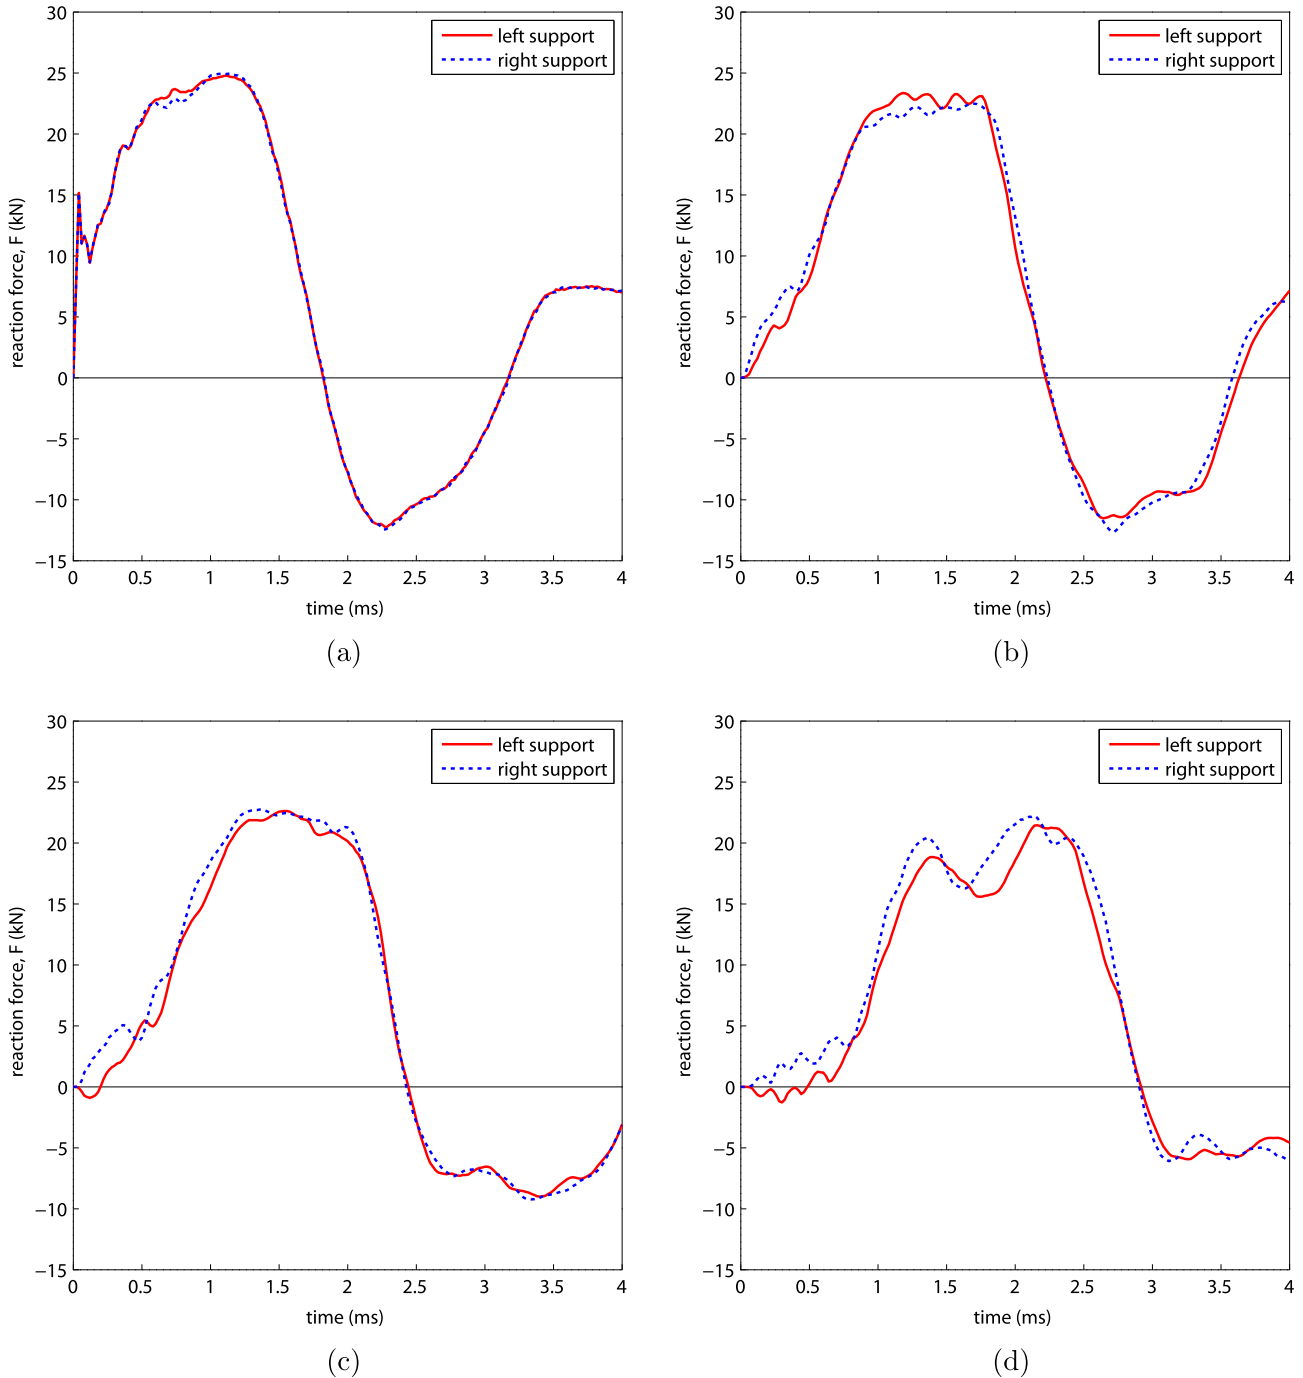 30
25
20
15
10
5
0
−5
−10
−15
reaction force, F (kN)
left support
right support
0 0.5 1 1.5 2 2.5 3 3.5 4
time (ms)
(a)
30
25
20
15
10
5
0
−5
−10
−15
reaction force, F (kN)
left support
right support
0 0.5 1 1.5 2 2.5 3 3.5 4
time (ms)
(b)
30
25
20
15
10
5
0
−5
−10
−15
reaction force, F (kN)
left support
right support
0 0.5 1 1.5 2 2.5 3 3.5 4
time (ms)
(c)
30
25
20
15
10
5
0
−5
−10
−15
reaction force, F (kN)
left support
right support
0 0.5 1 1.5 2 2.5 3 3.5 4
time (ms)
(d)